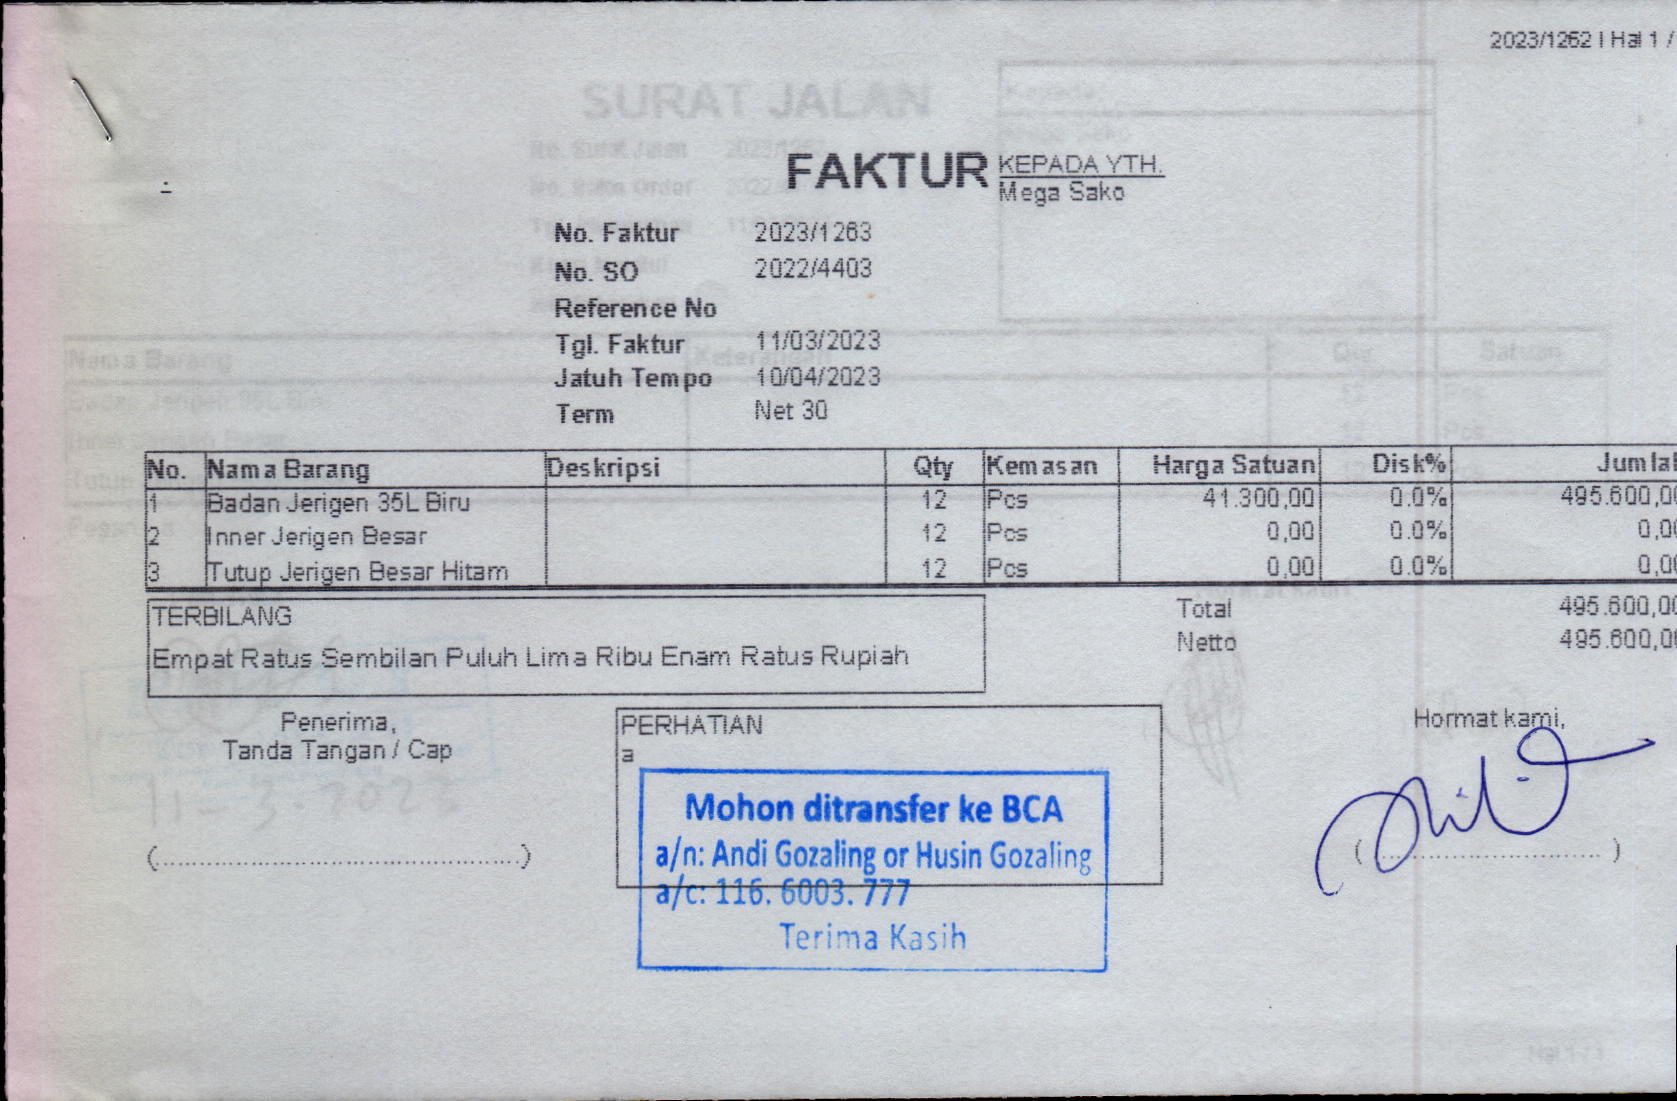 2023/1262 | Hal 1 /
SURAT JALAN
FAKTUR
KEPADA YTH.
Mega Sako
No. Faktur 2023/1263
No. SO 2022/4403
Reference No
Tgl. Faktur 11/03/2023
Jatuh Tempo 10/04/2023
Term Net 30
No. Nama Barang Deskripsi Qty Kemasan Harga Satuan Disk% Jumlah
1 Badan Jerigen 35L Biru 12 Pcs 41.300,00 0.0% 495.600,00
2 Inner Jerigen Besar 12 Pcs 0,00 0.0% 0,00
3 Tutup Jerigen Besar Hitam 12 Pcs 0,00 0.0% 0,00
TERBILANG
Empat Ratus Sembilan Puluh Lima Ribu Enam Ratus Rupiah
Total 495.600,00
Netto 495.600,00
Penerima,
Tanda Tangan / Cap
11-3-2023
(....................................................)
PERHATIAN
a
Mohon ditransfer ke BCA
a/n: Andi Gozaling or Husin Gozaling
a/c: 116. 6003. 777
Terima Kasih
Hormat kami,
(....................................)